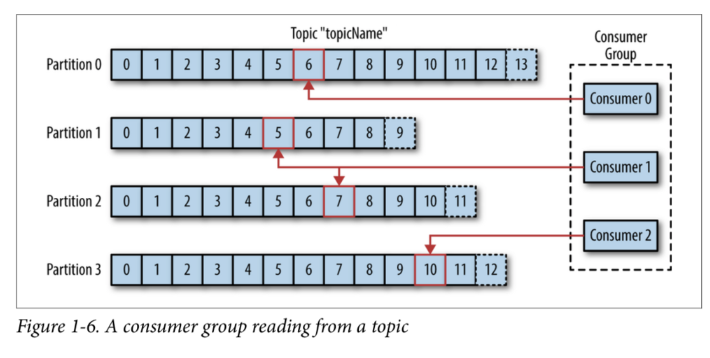 Topic "topicName"
Consumer
Group
Partition 0 0 1 2 3 4 5 6 7 8 9 10 11 12 13
Consumer 0
Partition 1 0 1 2 3 4 5 6 7 8 9
Consumer 1
Partition 2 0 1 2 3 4 5 6 7 8 9 10 11
Consumer 2
Partition 3 0 1 2 3 4 5 6 7 8 9 10 11 12
Figure 1-6. A consumer group reading from a topic